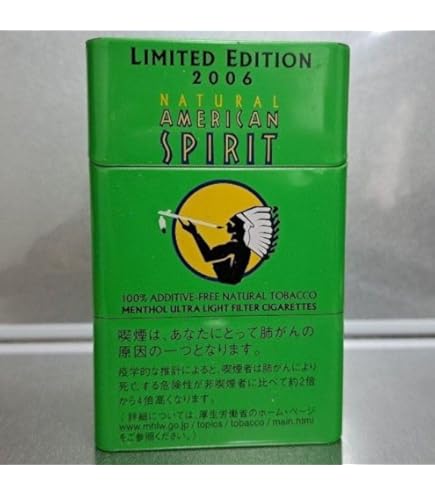 LIMITED EDITION
2006
NATURAL
AMERICAN
SPIRIT
100% ADDITIVE-FREE NATURAL TOBACCO
MENTHOL ULTRA LIGHT FILTER CIGARETTES
喫煙は、あなたにとって肺がんの
原因の一つとなります。
疫学的な推計によると、喫煙者は肺がんにより
死亡する危険性が非喫煙者に比べて約2倍
から4倍高くなります。
(詳細については、厚生労働省のホーム・ページ
www.mhlw.go.jp/topics/tobacco/main.html
をご参照ください。)